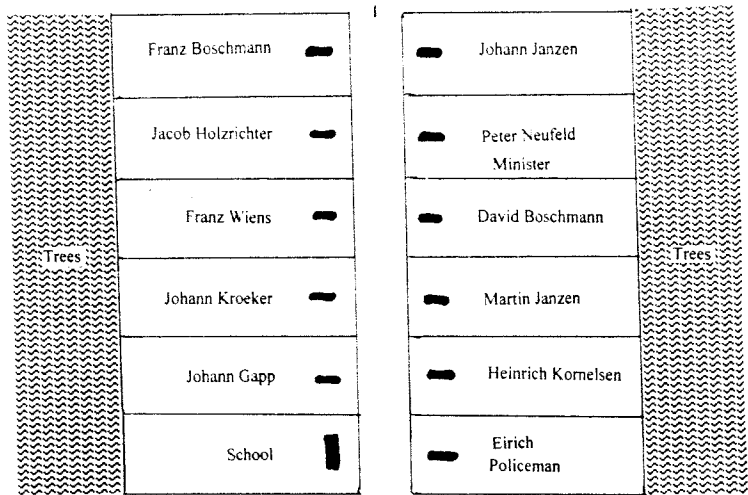 Franz Boschmann
Jacob Holzrichter
Franz Wiens
Trees
Johann Kroeker
Johann Gapp
School
Johann Janzen
Peter Neufeld
Minister
David Boschmann
Trees
Martin Janzen
Heinrich Kornelsen
Eirich
Policeman